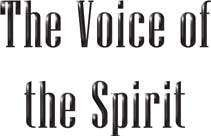 The Voice of
the Spirit